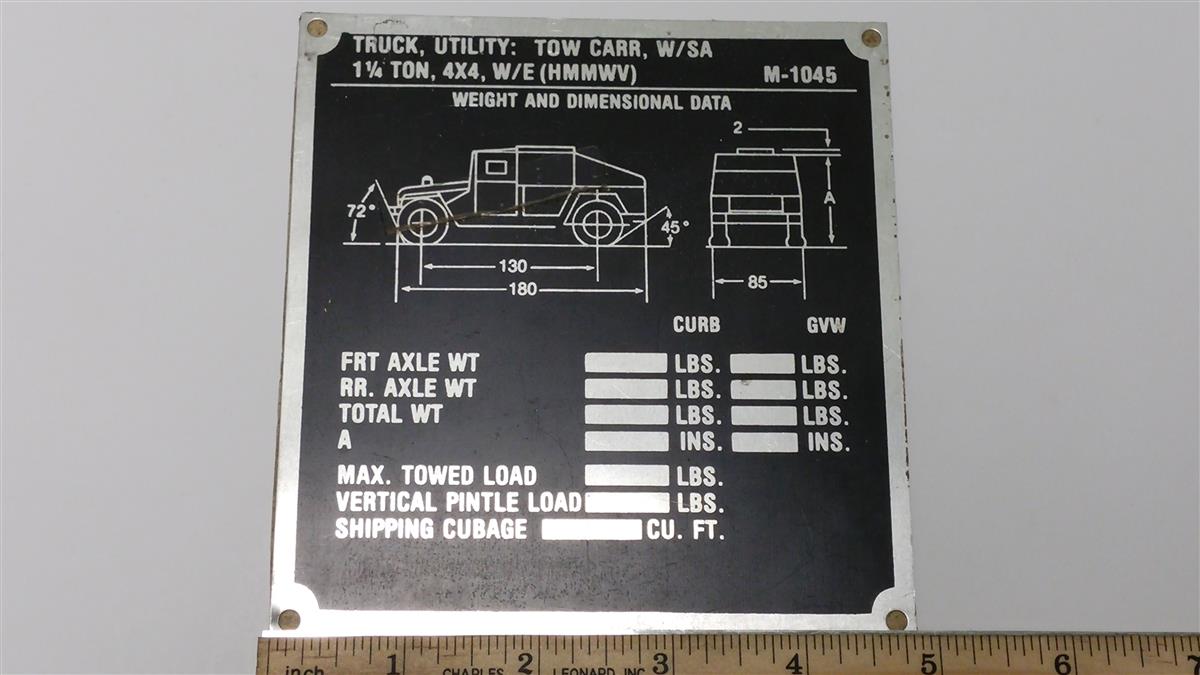 TRUCK, UTILITY: TOW CARR, W/SA
1¼ TON, 4X4, W/E (HMMWV) M-1045
WEIGHT AND DIMENSIONAL DATA
2
72°
45°
A
130
180
85
CURB GVW
FRT AXLE WT LBS. LBS.
RR. AXLE WT LBS. LBS.
TOTAL WT LBS. LBS.
A INS. INS.
MAX. TOWED LOAD LBS.
VERTICAL PINTLE LOAD LBS.
SHIPPING CUBAGE CU. FT.
inch 1 CHARLES 2 LEONARD INC. 3 4 5 6 7